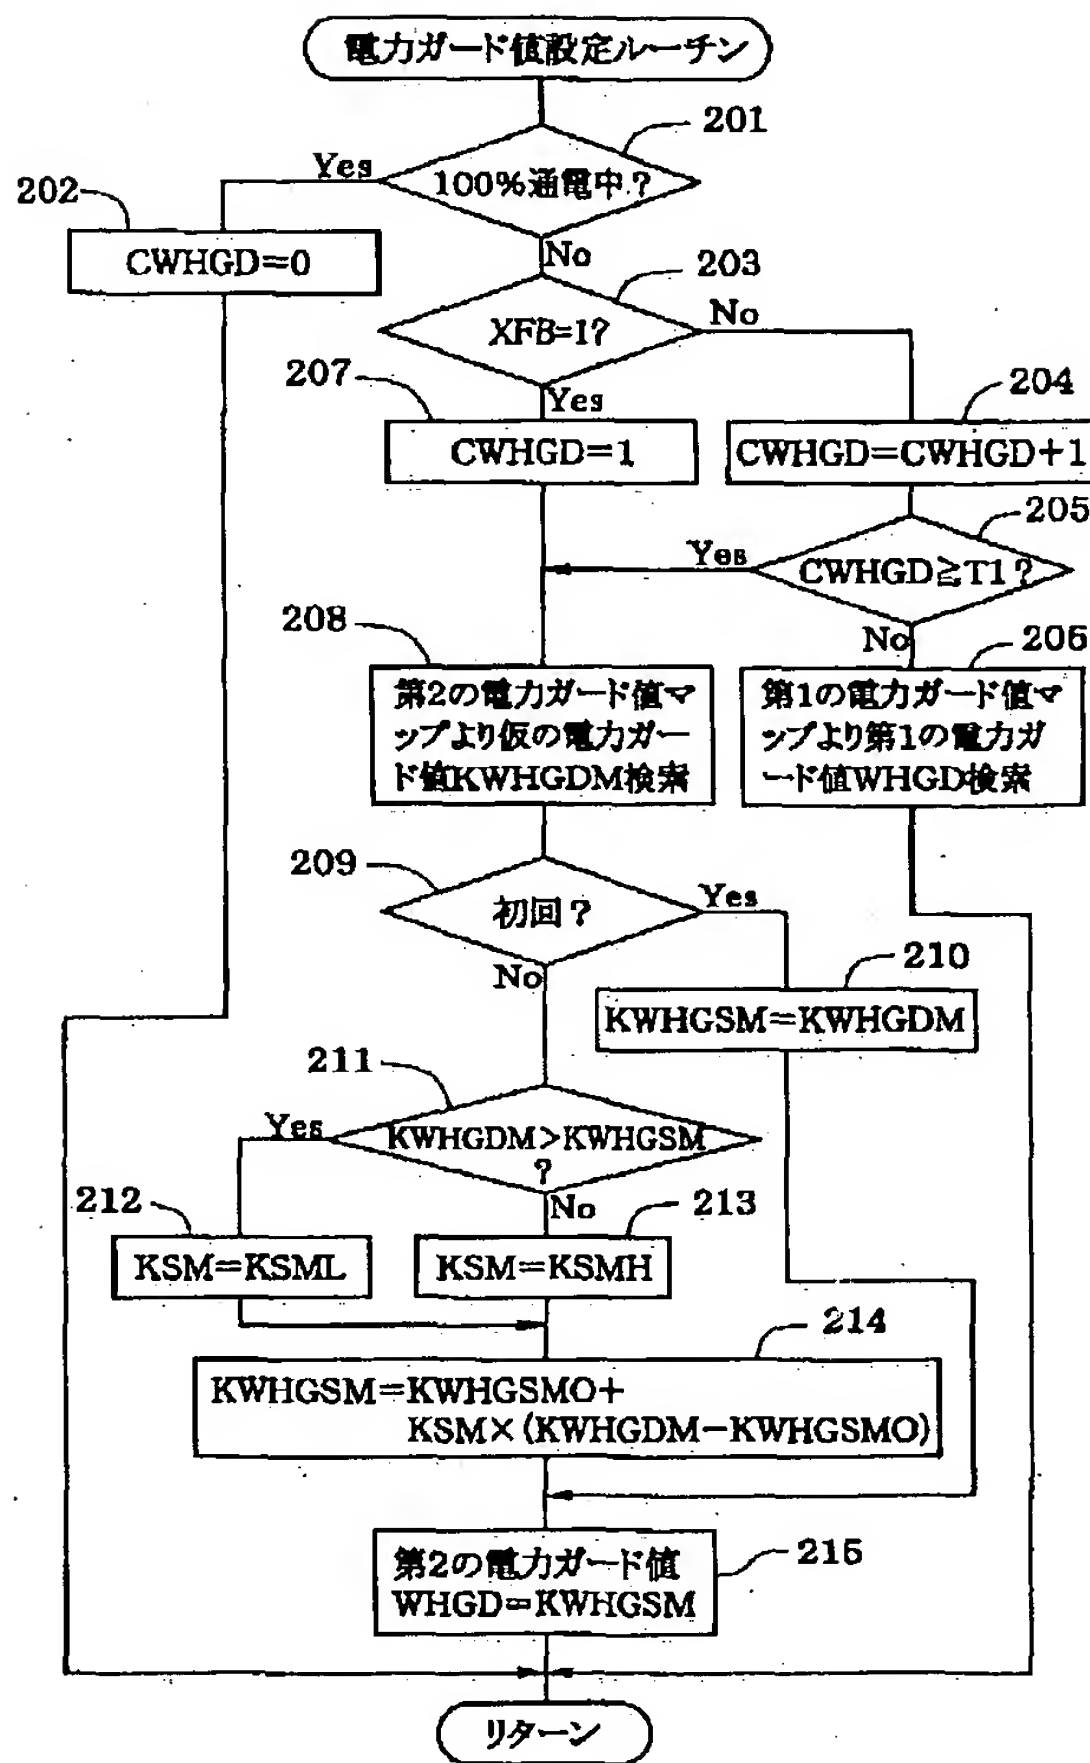 電力ガード値設定ルーチン
201
Yes
100%通電中?
202
CWHGD=0
No
203
XFB=1?
No
207
Yes
204
CWHGD=1
CWHGD=CWHGD+1
205
Yes
CWHGD≧T1?
208
No
206
第2の電力ガード値マ
ップより仮の電力ガー
ド値KWHGDM検索
第1の電力ガード値マ
ップより第1の電力ガ
ード値WHGD検索
209
初回?
Yes
No
210
KWHGSM=KWHGDM
211
Yes
KWHGDM>KWHGSM
?
212
No
213
KSM=KSML
KSM=KSMH
214
KWHGSM=KWHGSMO+
KSM×(KWHGDM-KWHGSMO)
215
第2の電力ガード値
WHGD=KWHGSM
リターン